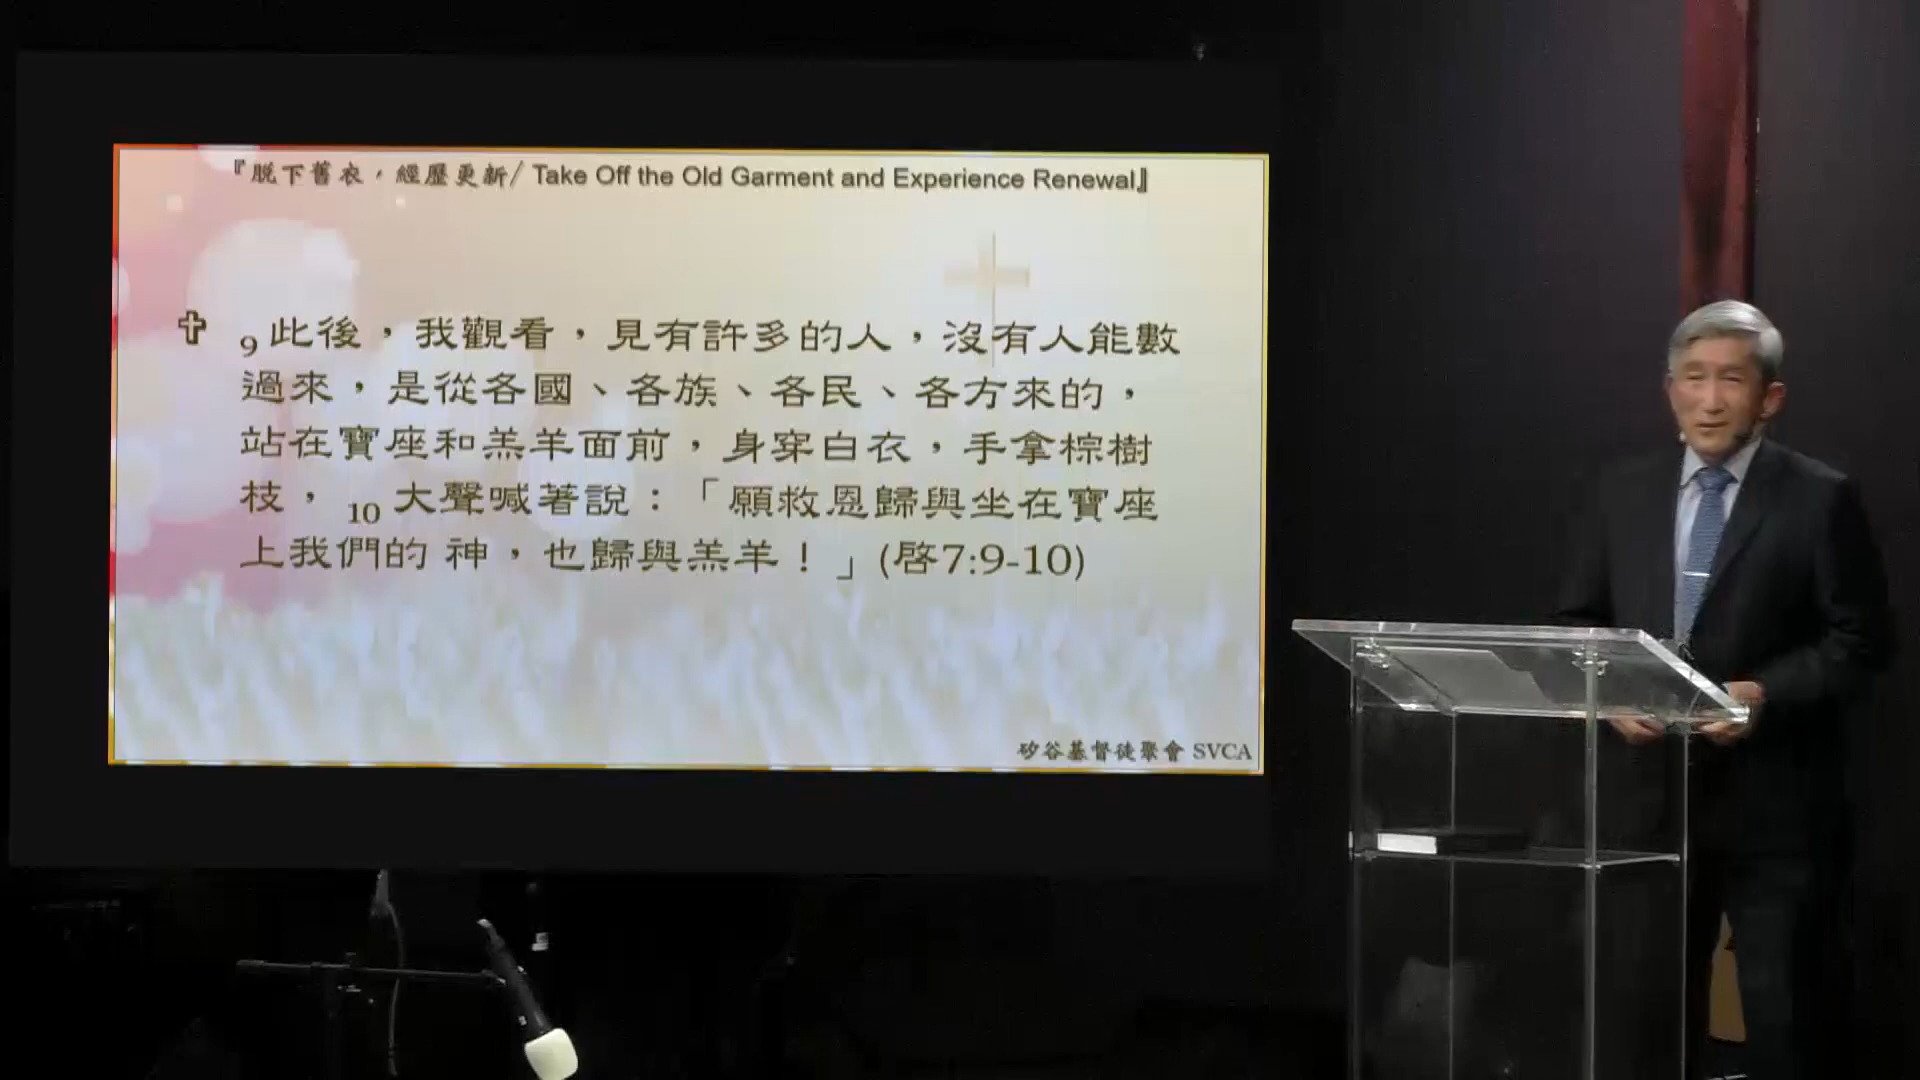 『脫下舊衣，經歷更新/ Take Off the Old Garment and Experience Renewal』
9 此後，我觀看，見有許多的人，沒有人能數
過來，是從各國、各族、各民、各方來的，
站在寶座和羔羊面前，身穿白衣，手拿棕樹
枝， 10 大聲喊著說：「願救恩歸與坐在寶座
上我們的 神，也歸與羔羊！」(啓7:9-10)
矽谷基督徒聚會 SVCA